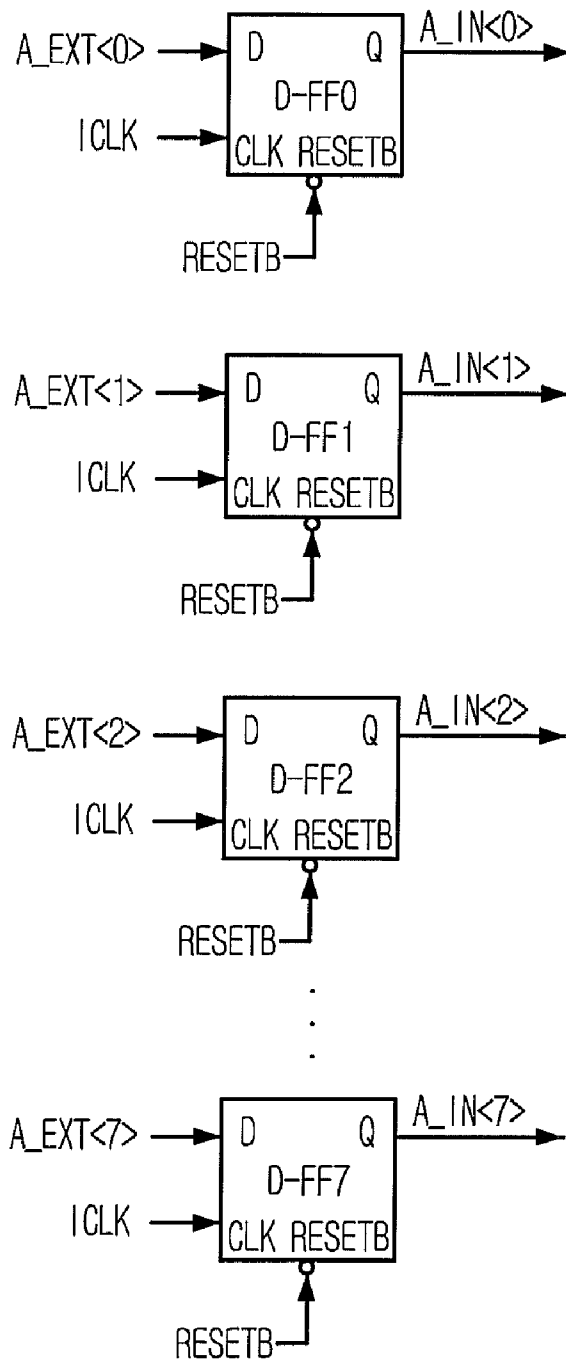 A_EXT<0>
D Q
A_IN<0>
D-FF0
ICLK
CLK RESETB
RESETB
A_EXT<1>
D Q
A_IN<1>
D-FF1
ICLK
CLK RESETB
RESETB
A_EXT<2>
D Q
A_IN<2>
D-FF2
ICLK
CLK RESETB
RESETB
A_EXT<7>
D Q
A_IN<7>
D-FF7
ICLK
CLK RESETB
RESETB